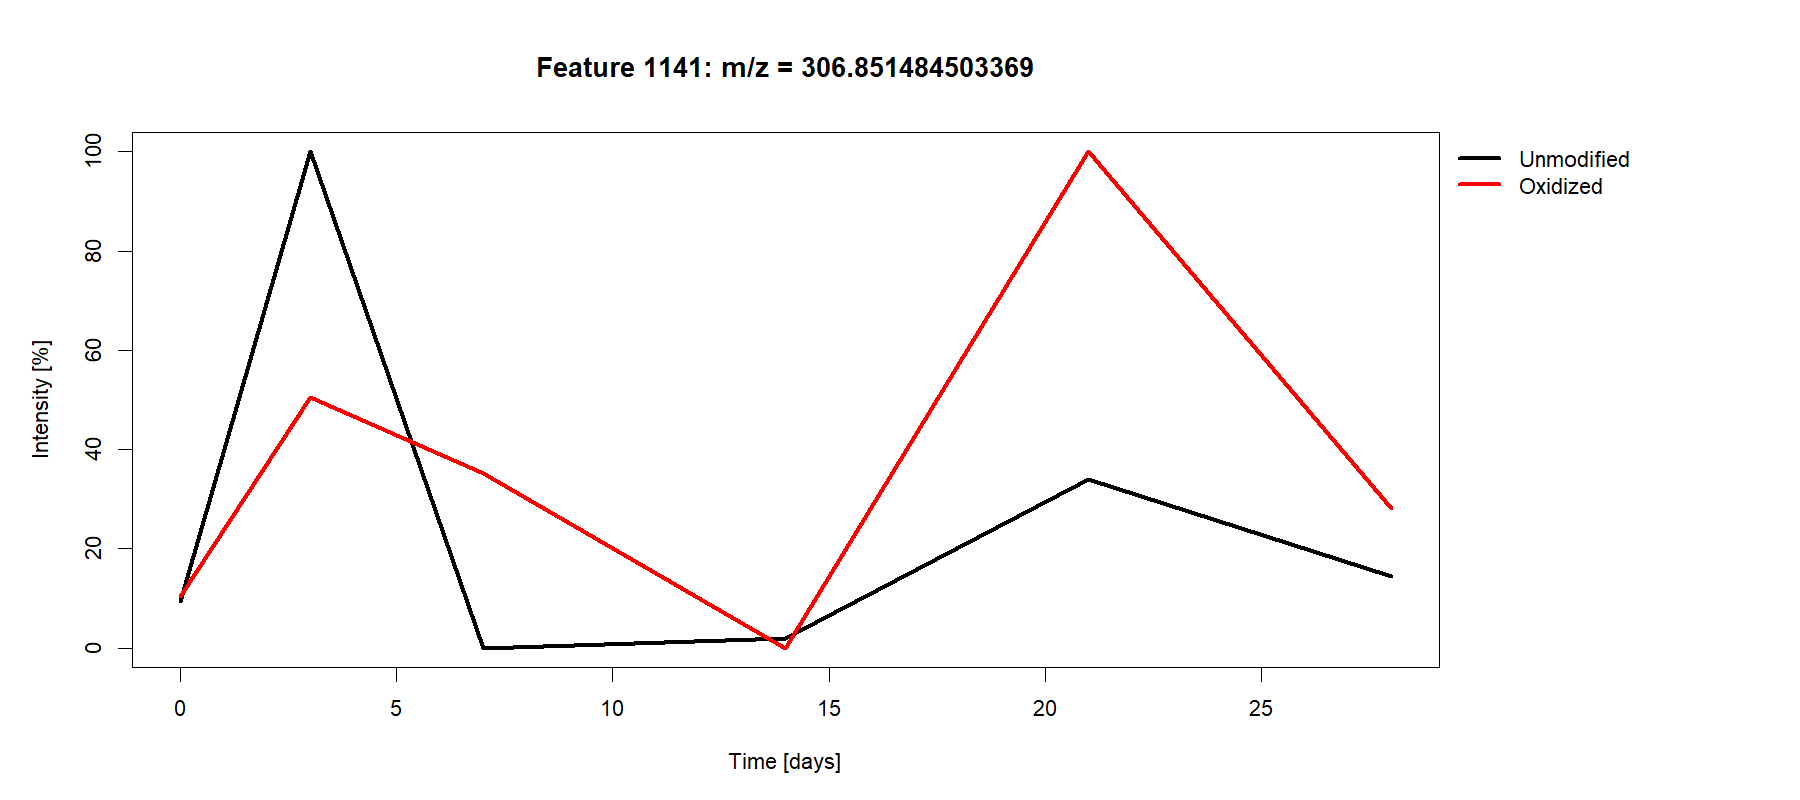 Feature 1141: m/z = 306.851484503369
Unmodified
Oxidized
Intensity [%]
100
80
60
40
20
0
0 5 10 15 20 25
Time [days]